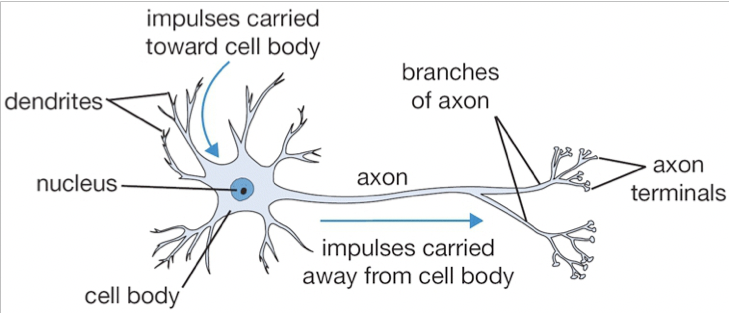 impulses carried
toward cell body
branches
of axon
dendrites
nucleus
axon
axon
terminals
impulses carried
away from cell body
cell body